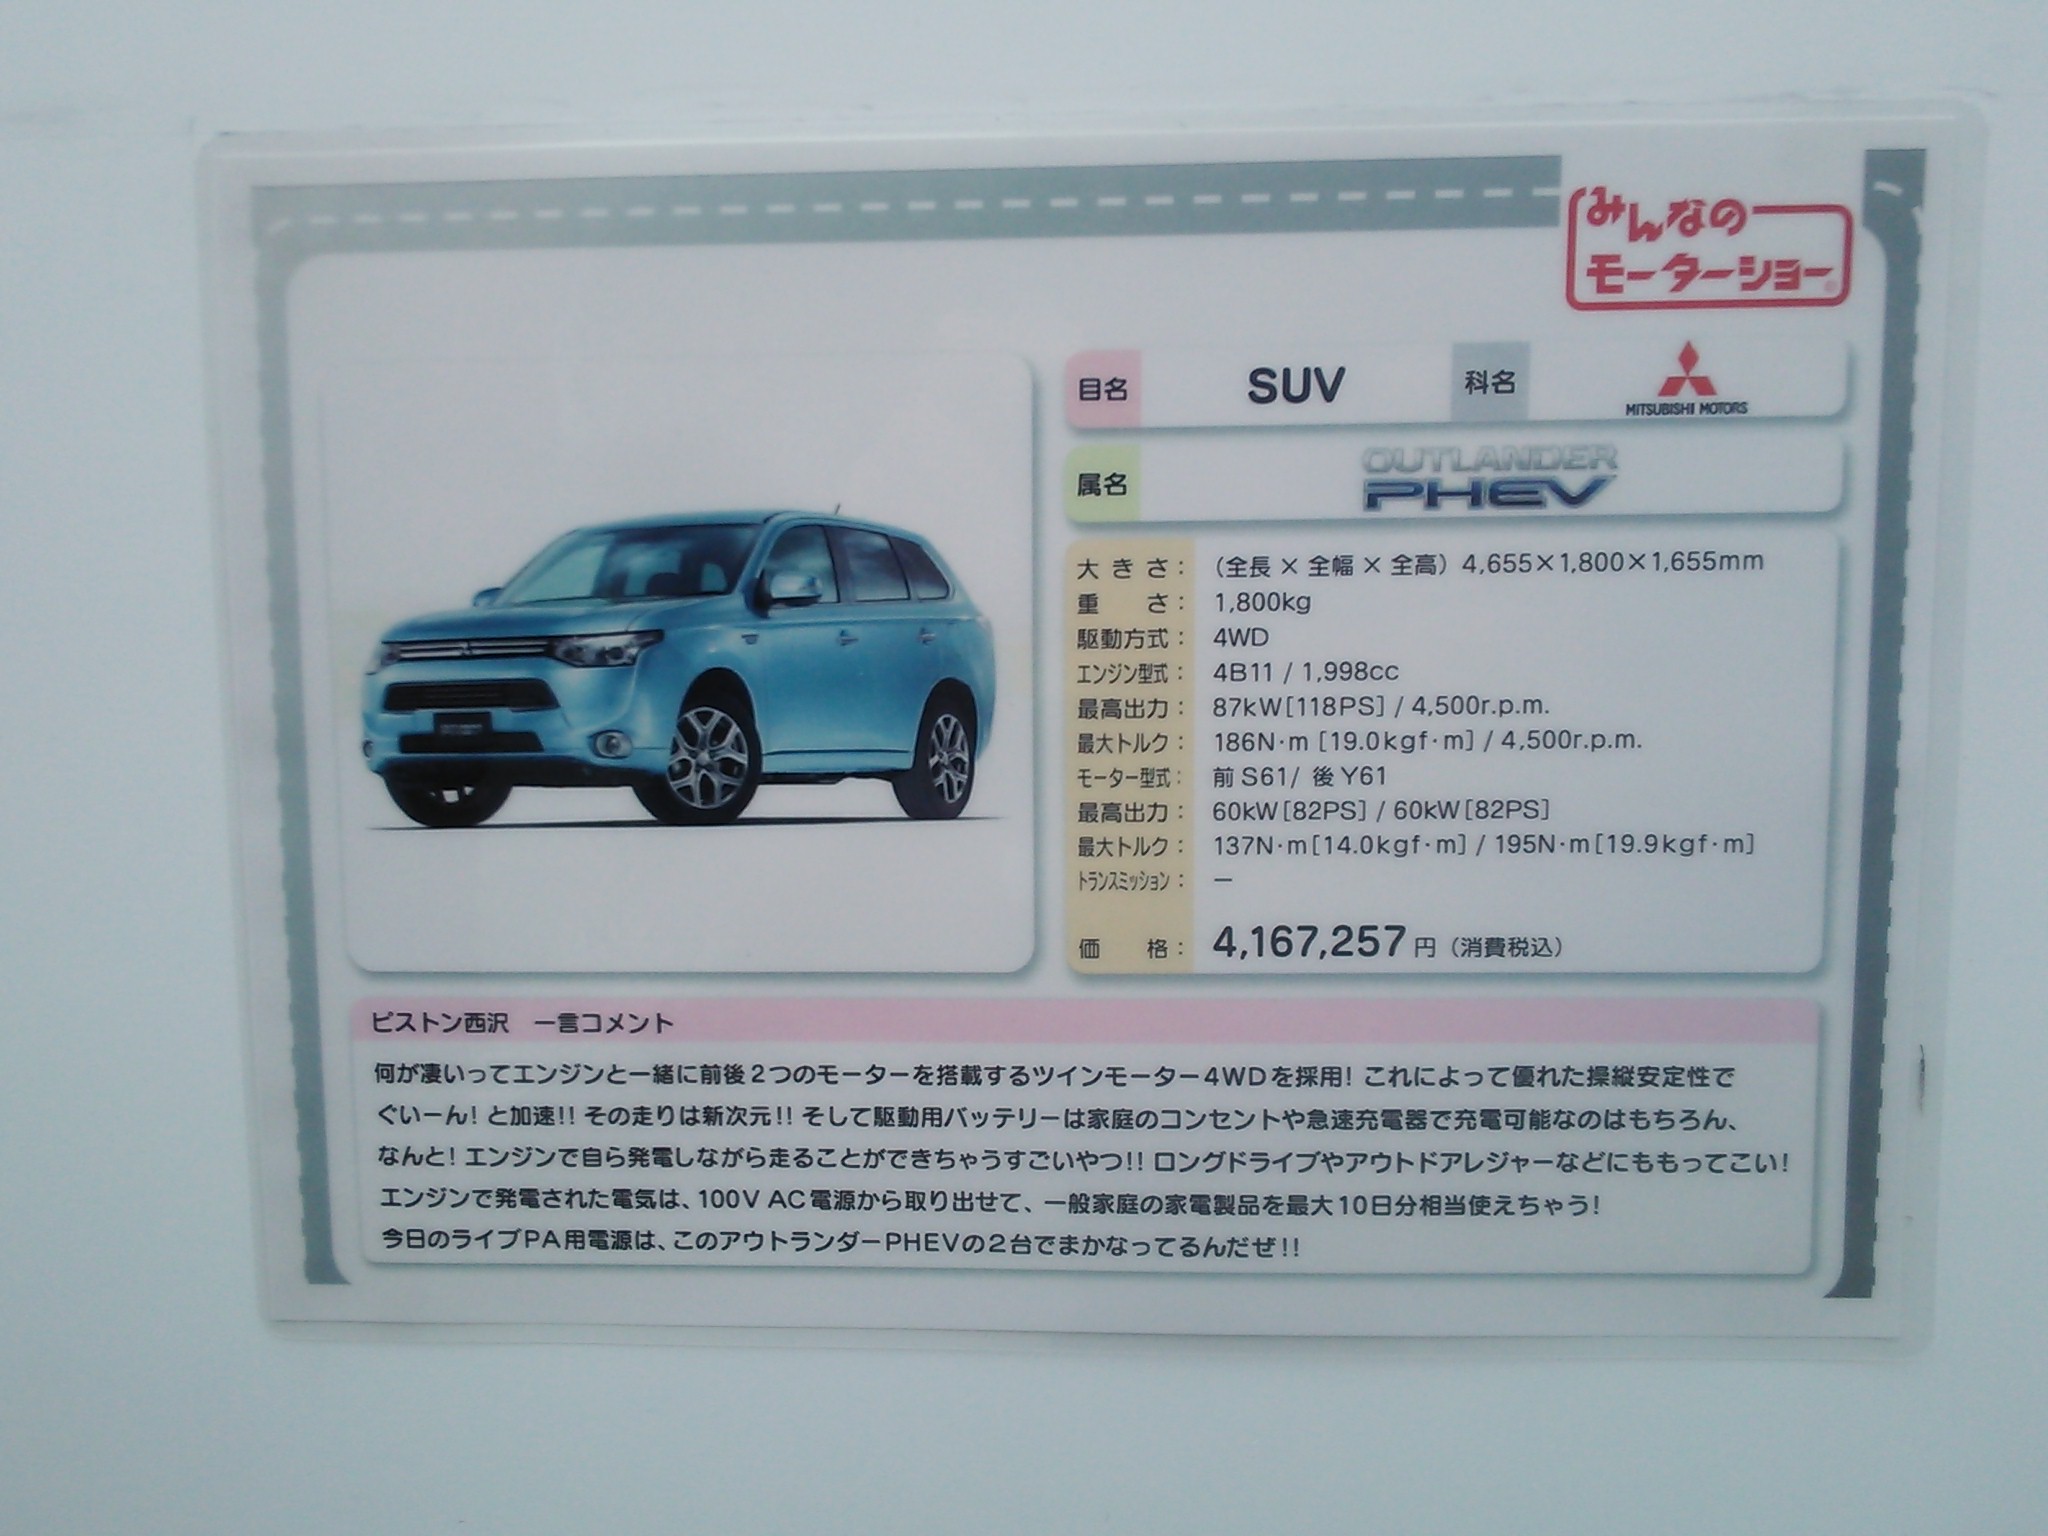 みんなの
モーターショー
目名 SUV 科名 MITSUBISHI MOTORS
属名 OUTLANDER PHEV
大きさ：（全長 × 全幅 × 全高）4,655×1,800×1,655mm
重　さ：1,800kg
駆動方式：4WD
エンジン型式：4B11 / 1,998cc
最高出力：87kW[118PS] / 4,500r.p.m.
最大トルク：186N･m [19.0kgf･m] / 4,500r.p.m.
モーター型式：前 S61/ 後 Y61
最高出力：60kW[82PS] / 60kW[82PS]
最大トルク：137N･m[14.0kgf･m] / 195N･m[19.9kgf･m]
トランスミッション：－
価　格：4,167,257円（消費税込）
ピストン西沢　一言コメント
何が凄いってエンジンと一緒に前後２つのモーターを搭載するツインモーター4WDを採用! これによって優れた操縦安定性で
ぐいーん! と加速!! その走りは新次元!! そして駆動用バッテリーは家庭のコンセントや急速充電器で充電可能なのはもちろん、
なんと! エンジンで自ら発電しながら走ることができちゃうすごいやつ!! ロングドライブやアウトドアレジャーなどにももってこい!
エンジンで発電された電気は、100V AC電源から取り出せて、一般家庭の家電製品を最大10日分相当使えちゃう!
今日のライブPA用電源は、このアウトランダーPHEVの2台でまかなってるんだぜ!!